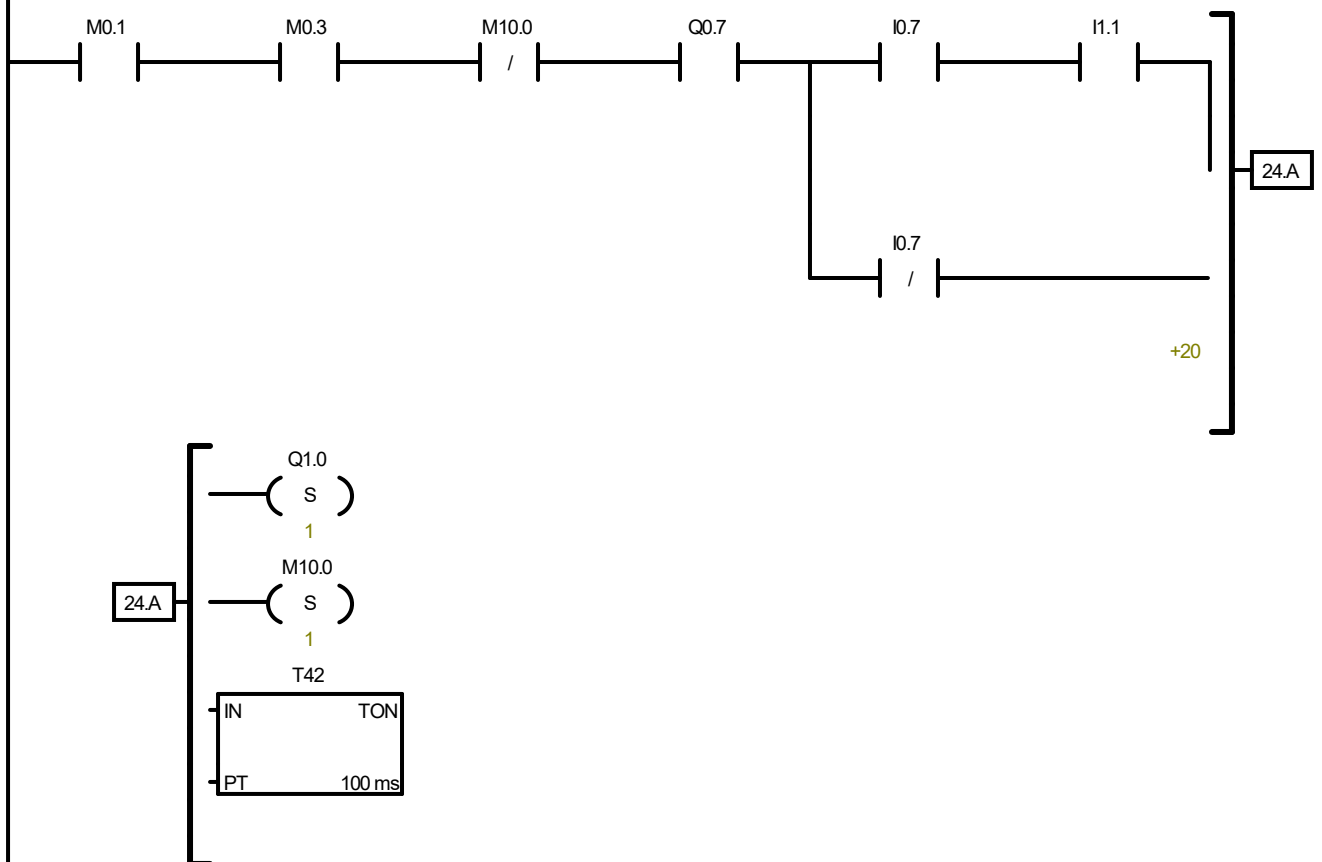 M0.1 M0.3 M10.0 Q0.7 I0.7 I1.1
/
24.A
I0.7
/
+20
Q1.0
S
1
M10.0
24.A
S
1
T42
IN TON
PT 100 ms